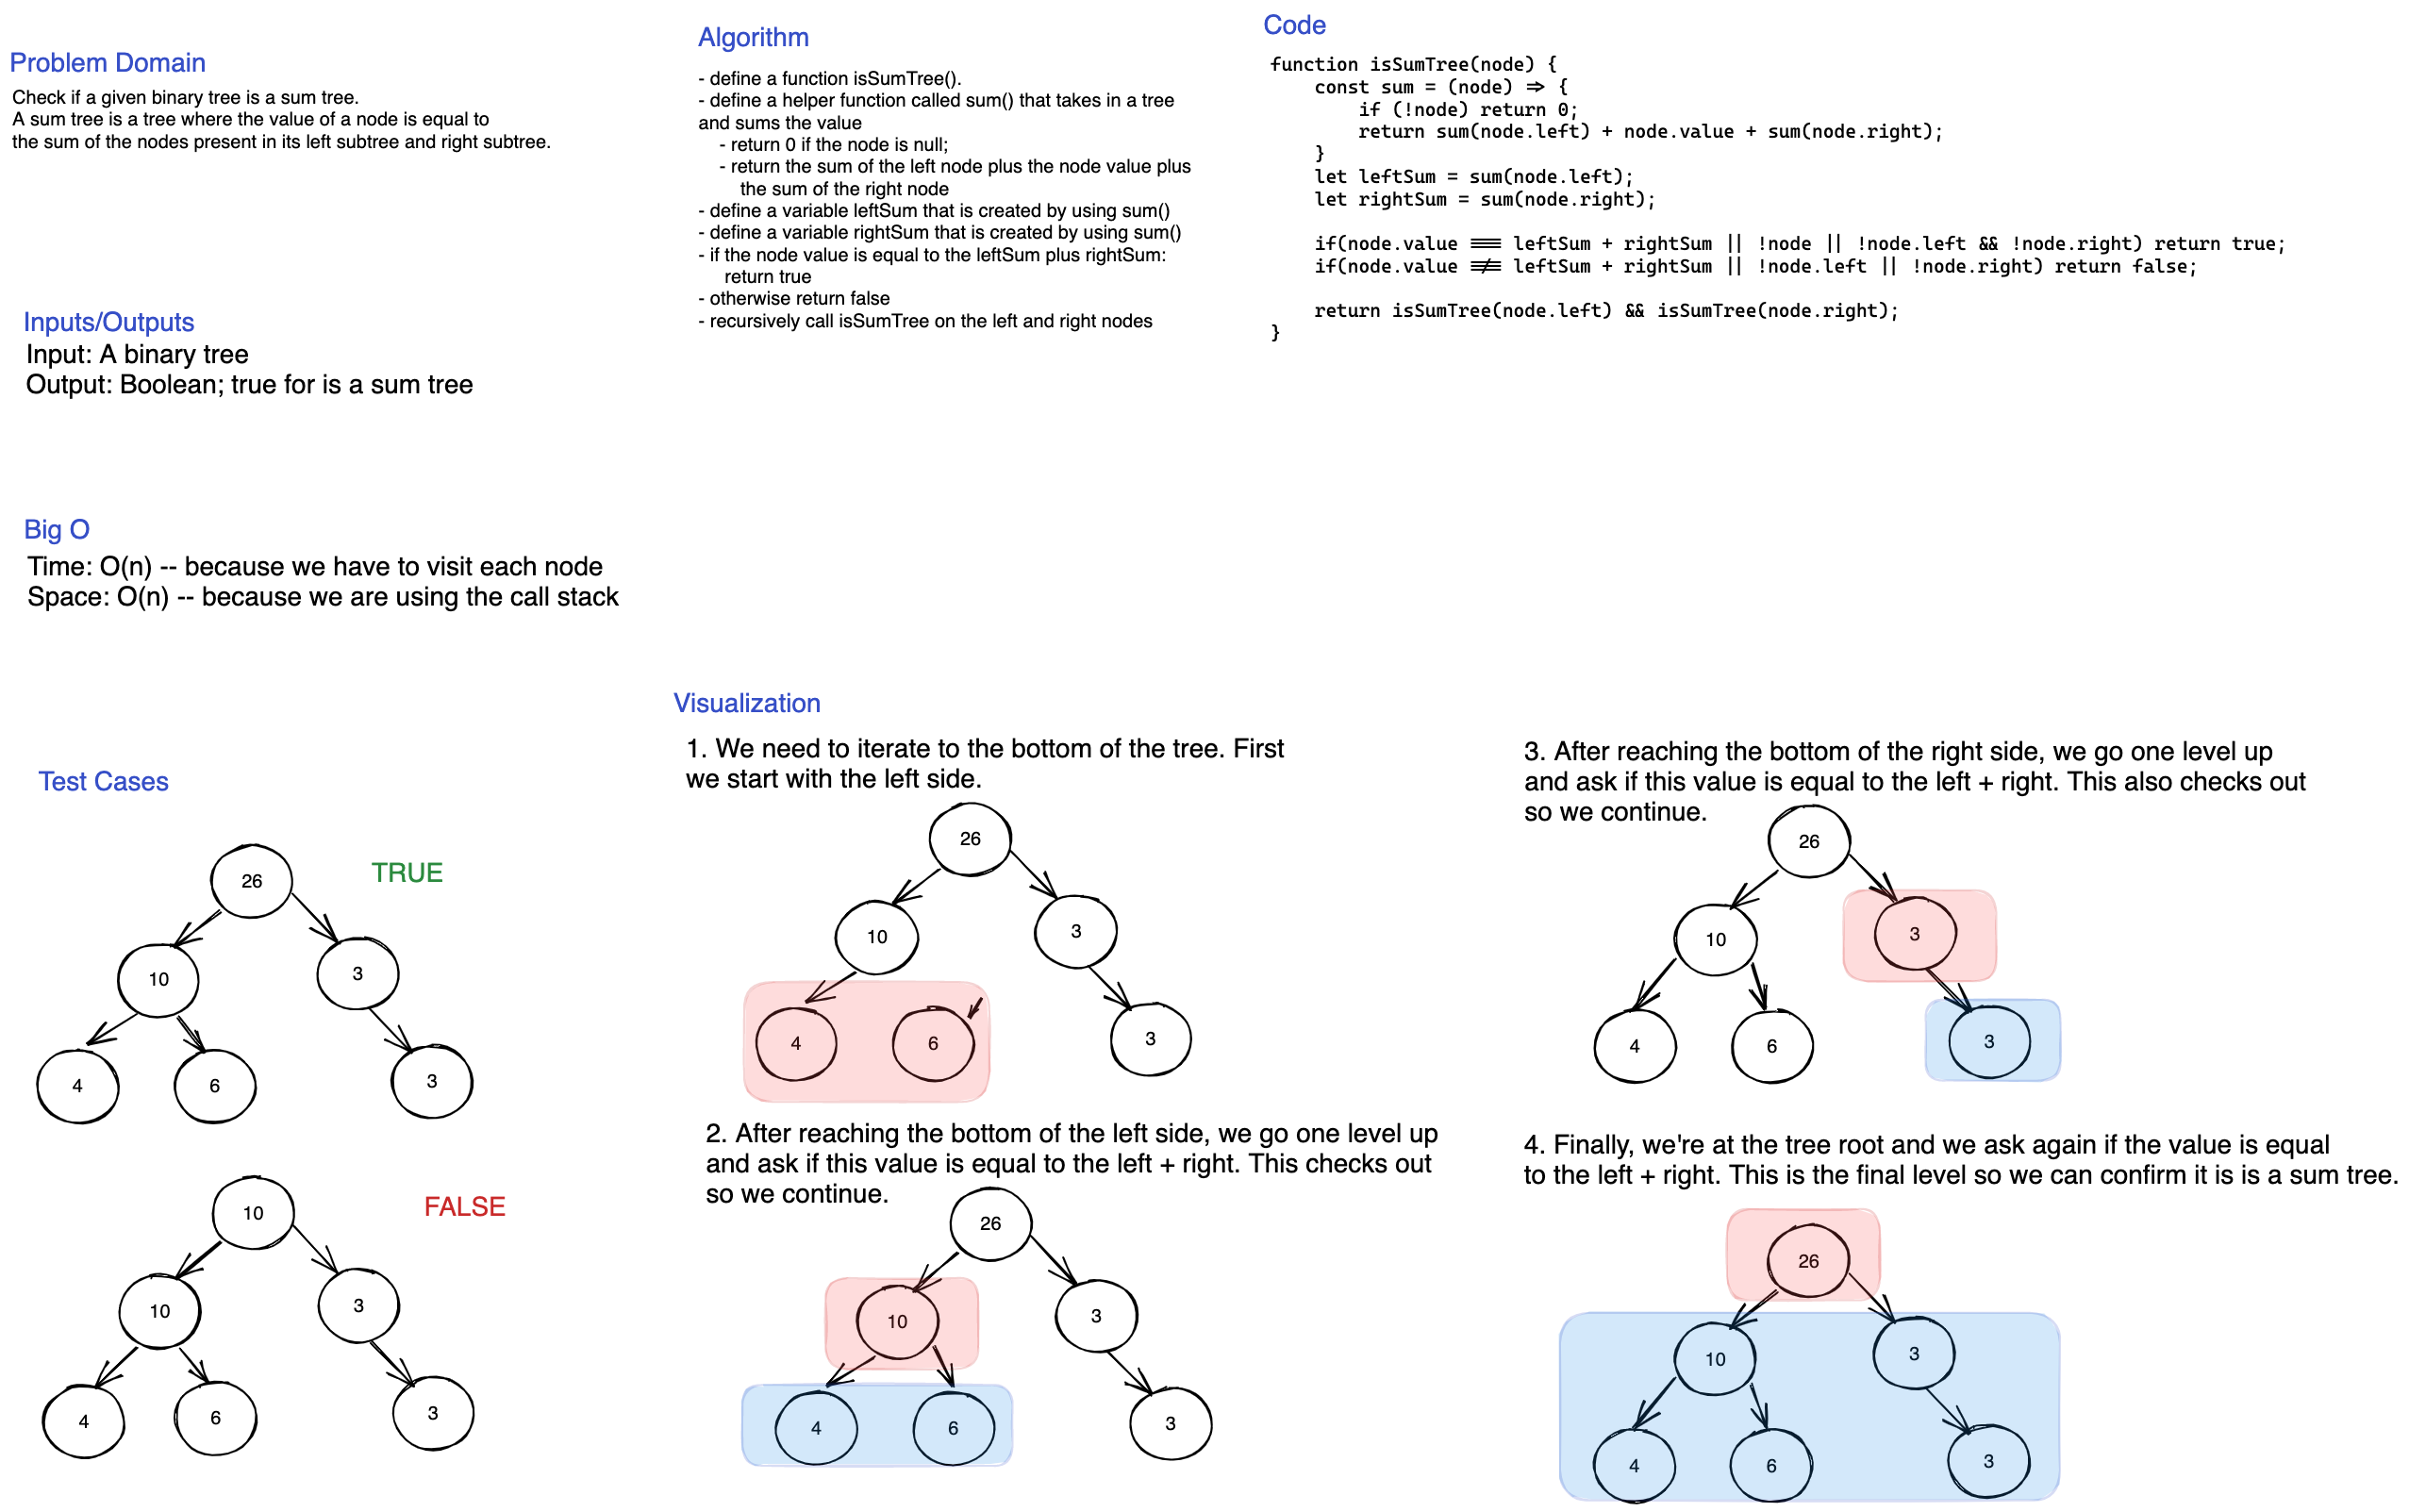 Problem Domain
Check if a given binary tree is a sum tree.
A sum tree is a tree where the value of a node is equal to
the sum of the nodes present in its left subtree and right subtree.
Inputs/Outputs
Input: A binary tree
Output: Boolean; true for is a sum tree
Big O
Time: O(n) -- because we have to visit each node
Space: O(n) -- because we are using the call stack
Algorithm
- define a function isSumTree().
- define a helper function called sum() that takes in a tree
and sums the value
- return 0 if the node is null;
- return the sum of the left node plus the node value plus
the sum of the right node
- define a variable leftSum that is created by using sum()
- define a variable rightSum that is created by using sum()
- if the node value is equal to the leftSum plus rightSum:
return true
- otherwise return false
- recursively call isSumTree on the left and right nodes
Code
function isSumTree(node) {
const sum = (node) => {
if (!node) return 0;
return sum(node.left) + node.value + sum(node.right);
}
let leftSum = sum(node.left);
let rightSum = sum(node.right);
if(node.value === leftSum + rightSum || !node || !node.left && !node.right) return true;
if(node.value !== leftSum + rightSum || !node.left || !node.right) return false;
return isSumTree(node.left) && isSumTree(node.right);
}
Test Cases
26
TRUE
10
3
4
6
3
10
FALSE
10
3
4
6
3
Visualization
1. We need to iterate to the bottom of the tree. First
we start with the left side.
26
10
3
4
6
3
2. After reaching the bottom of the left side, we go one level up
and ask if this value is equal to the left + right. This checks out
so we continue.
26
10
3
4
6
3
3. After reaching the bottom of the right side, we go one level up
and ask if this value is equal to the left + right. This also checks out
so we continue.
26
10
3
4
6
3
4. Finally, we're at the tree root and we ask again if the value is equal
to the left + right. This is the final level so we can confirm it is is a sum tree.
26
10
3
4
6
3